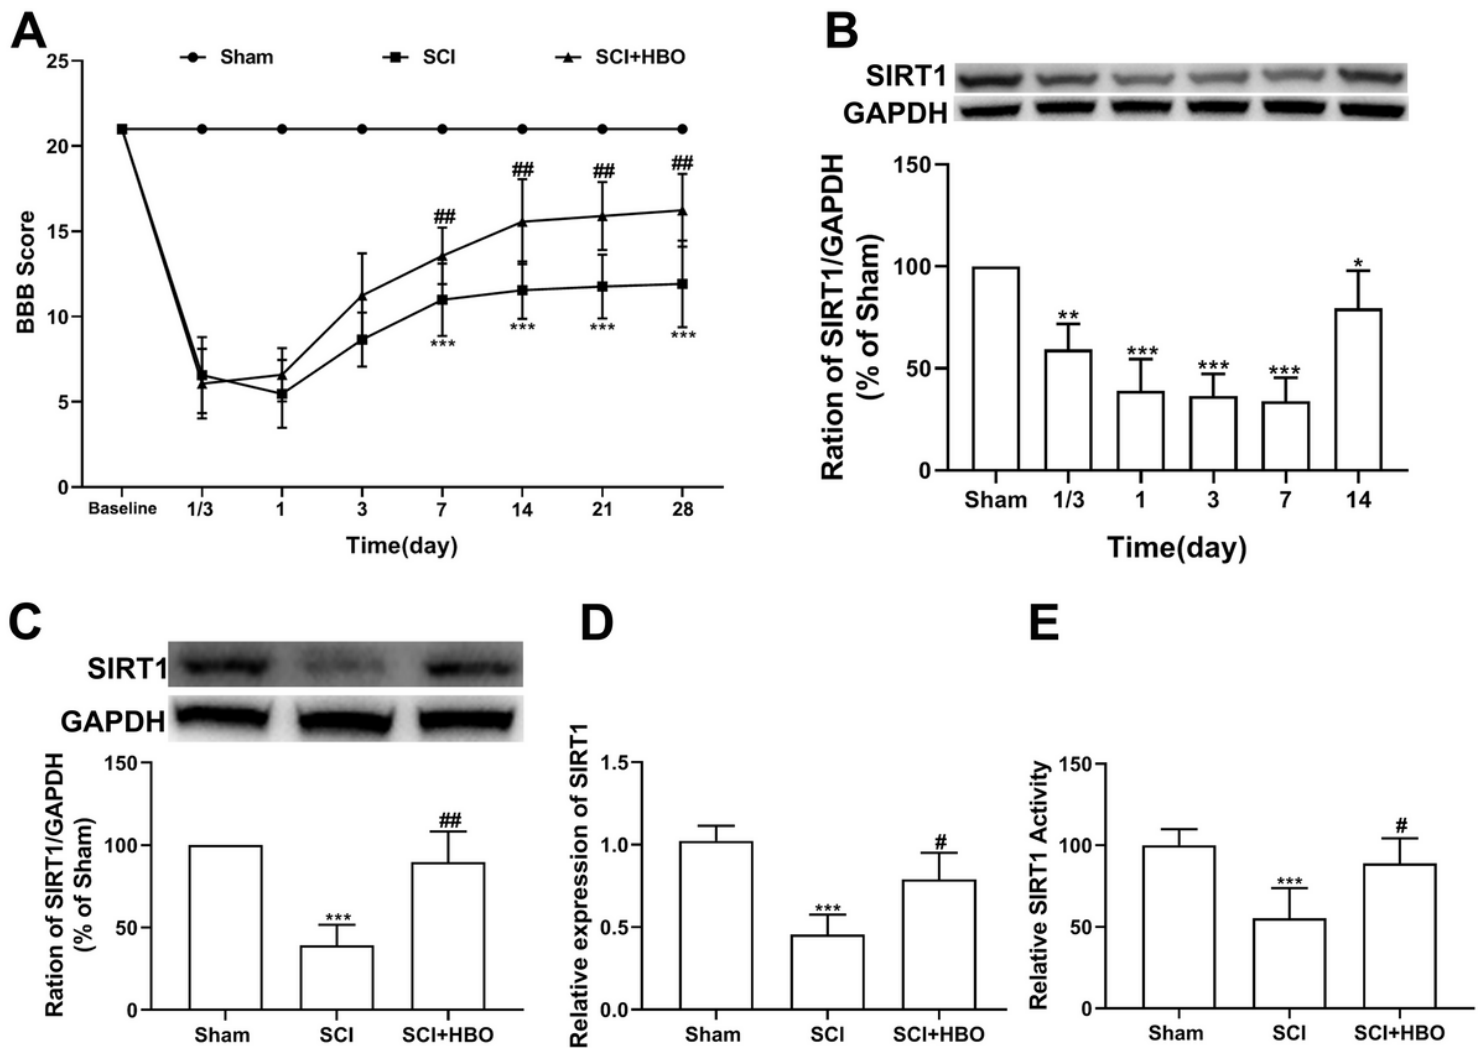 A
Sham SCI SCI+HBO
25
20
15
10
5
0
BBB Score
## ## ## ##
*** *** *** ***
Baseline 1/3 1 3 7 14 21 28
Time(day)
B
SIRT1
GAPDH
Ration of SIRT1/GAPDH
(% of Sham)
150
100
50
0
** *** *** *** *
Sham 1/3 1 3 7 14
Time(day)
C
SIRT1
GAPDH
Ration of SIRT1/GAPDH
(% of Sham)
150
100
50
0
*** ##
Sham SCI SCI+HBO
D
Relative expression of SIRT1
1.5
1.0
0.5
0.0
*** #
Sham SCI SCI+HBO
E
Relative SIRT1 Activity
150
100
50
0
*** #
Sham SCI SCI+HBO